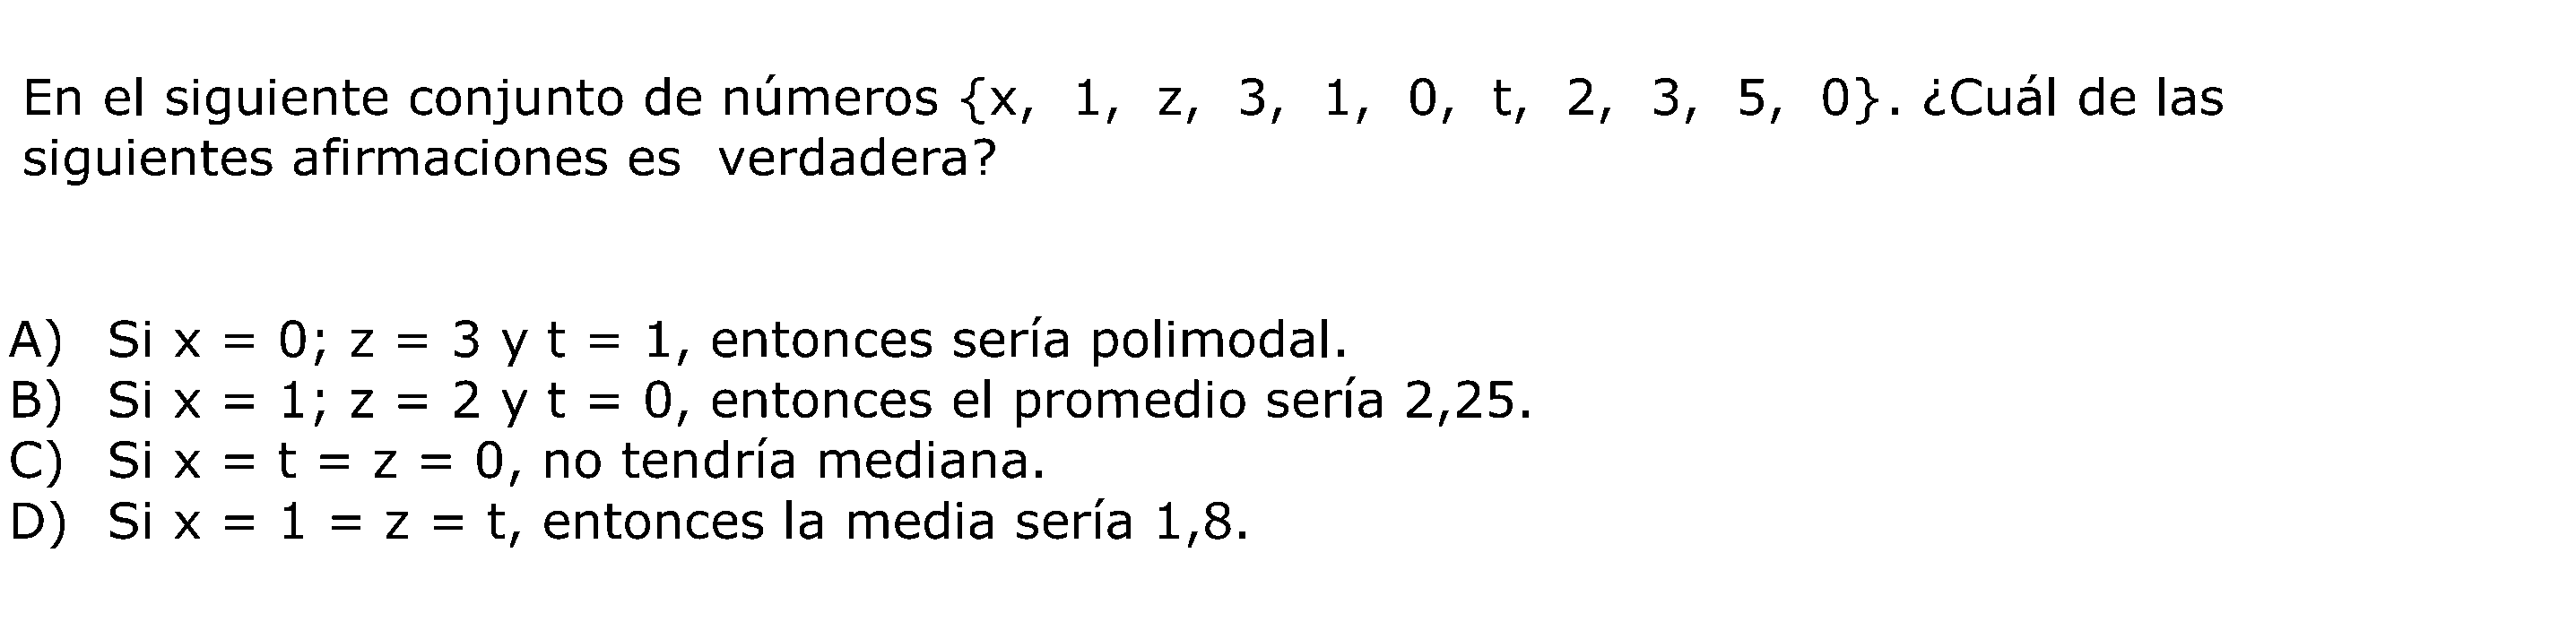 En el siguiente conjunto de números {x, 1, z, 3, 1, 0, t, 2, 3, 5, 0}. ¿Cuál de las
siguientes afirmaciones es verdadera?
A) Si x = 0; z = 3 y t = 1, entonces sería polimodal.
B) Si x = 1; z = 2 y t = 0, entonces el promedio sería 2,25.
C) Si x = t = z = 0, no tendría mediana.
D) Si x = 1 = z = t, entonces la media sería 1,8.